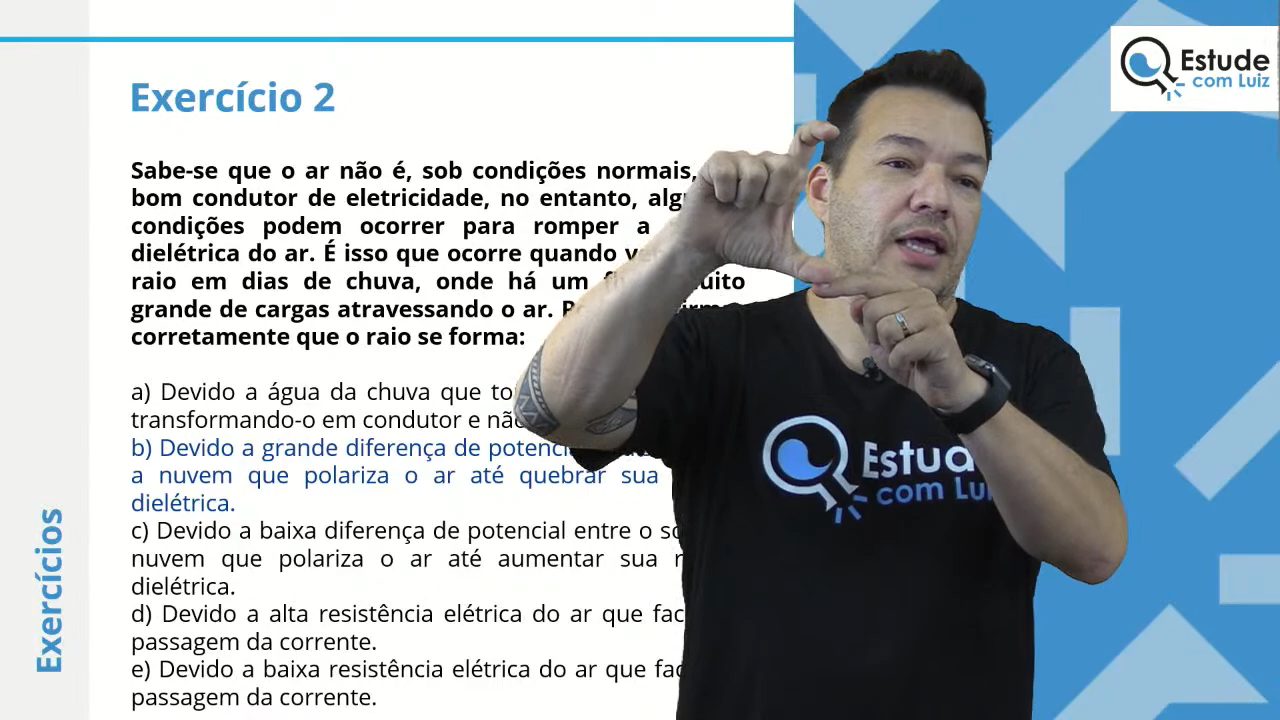 Estude
com Luiz
Exercício 2
Sabe-se que o ar não é, sob condições normais,
bom condutor de eletricidade, no entanto,
condições podem ocorrer para romper a
dielétrica do ar. É isso que ocorre quando
raio em dias de chuva, onde há um
grande de cargas atravessando o ar.
corretamente que o raio se forma:
a) Devido a água da chuva que
transformando-o em condutor e
b) Devido a grande diferença de
a nuvem que polariza o ar até quebrar sua
dielétrica.
c) Devido a baixa diferença de potencial entre o
nuvem que polariza o ar até aumentar sua
dielétrica.
d) Devido a alta resistência elétrica do ar que
passagem da corrente.
e) Devido a baixa resistência elétrica do ar que
passagem da corrente.
Exercícios
com